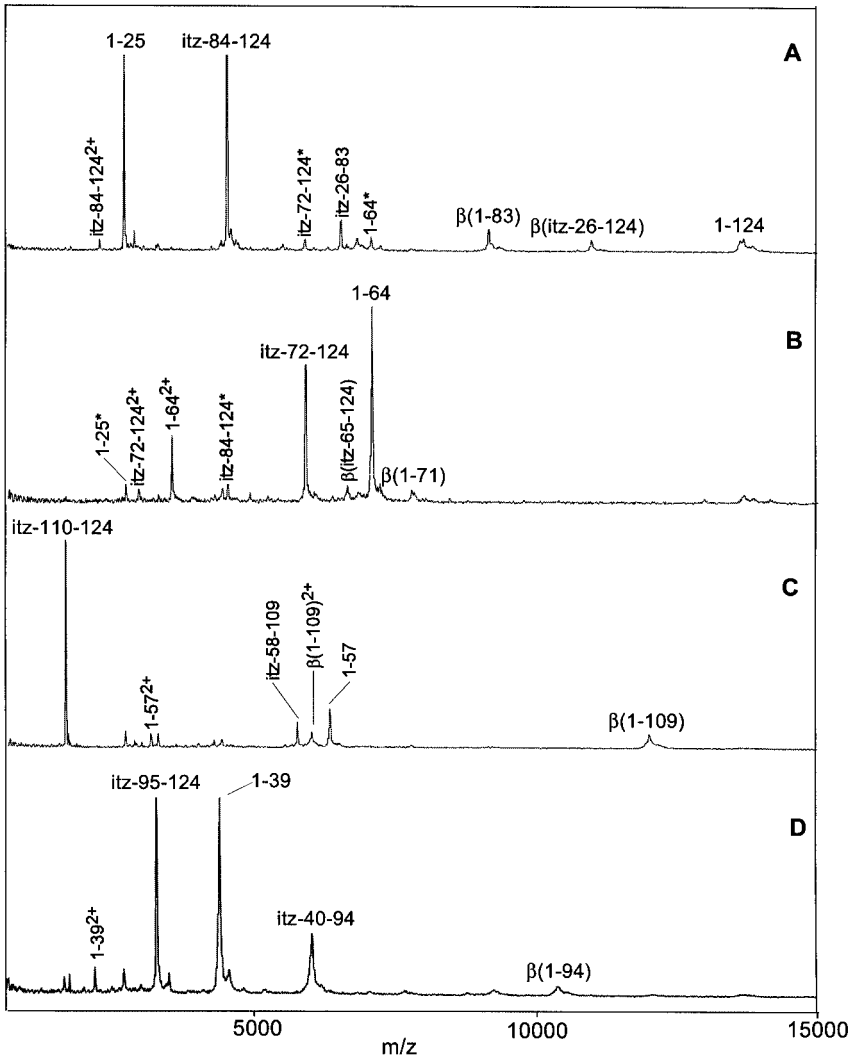 A
1-25
itz-84-124
itz-84-124²⁺
itz-72-124*
itz-26-83
1-64*
β(1-83)
β(itz-26-124)
1-124
B
1-64
itz-72-124
1-25*
itz-72-124²⁺
1-64²⁺
itz-84-124*
β(itz-65-124)
β(1-71)
C
itz-110-124
1-57²⁺
itz-58-109
β(1-109)²⁺
1-57
β(1-109)
D
itz-95-124
1-39
1-39²⁺
itz-40-94
β(1-94)
5000
10000
15000
m/z